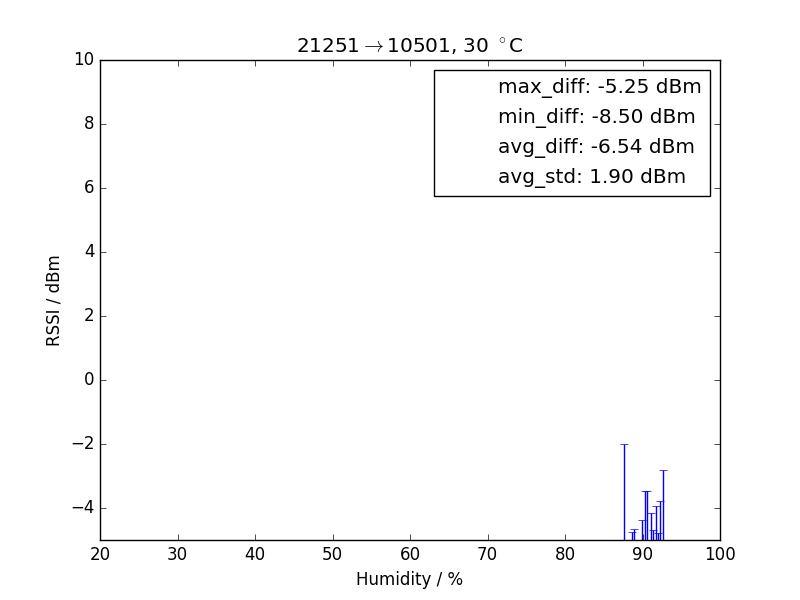 21251→10501, 30 °C
10
8
6
4
2
0
−2
−4
RSSI / dBm
max_diff: -5.25 dBm
min_diff: -8.50 dBm
avg_diff: -6.54 dBm
avg_std: 1.90 dBm
20 30 40 50 60 70 80 90 100
Humidity / %